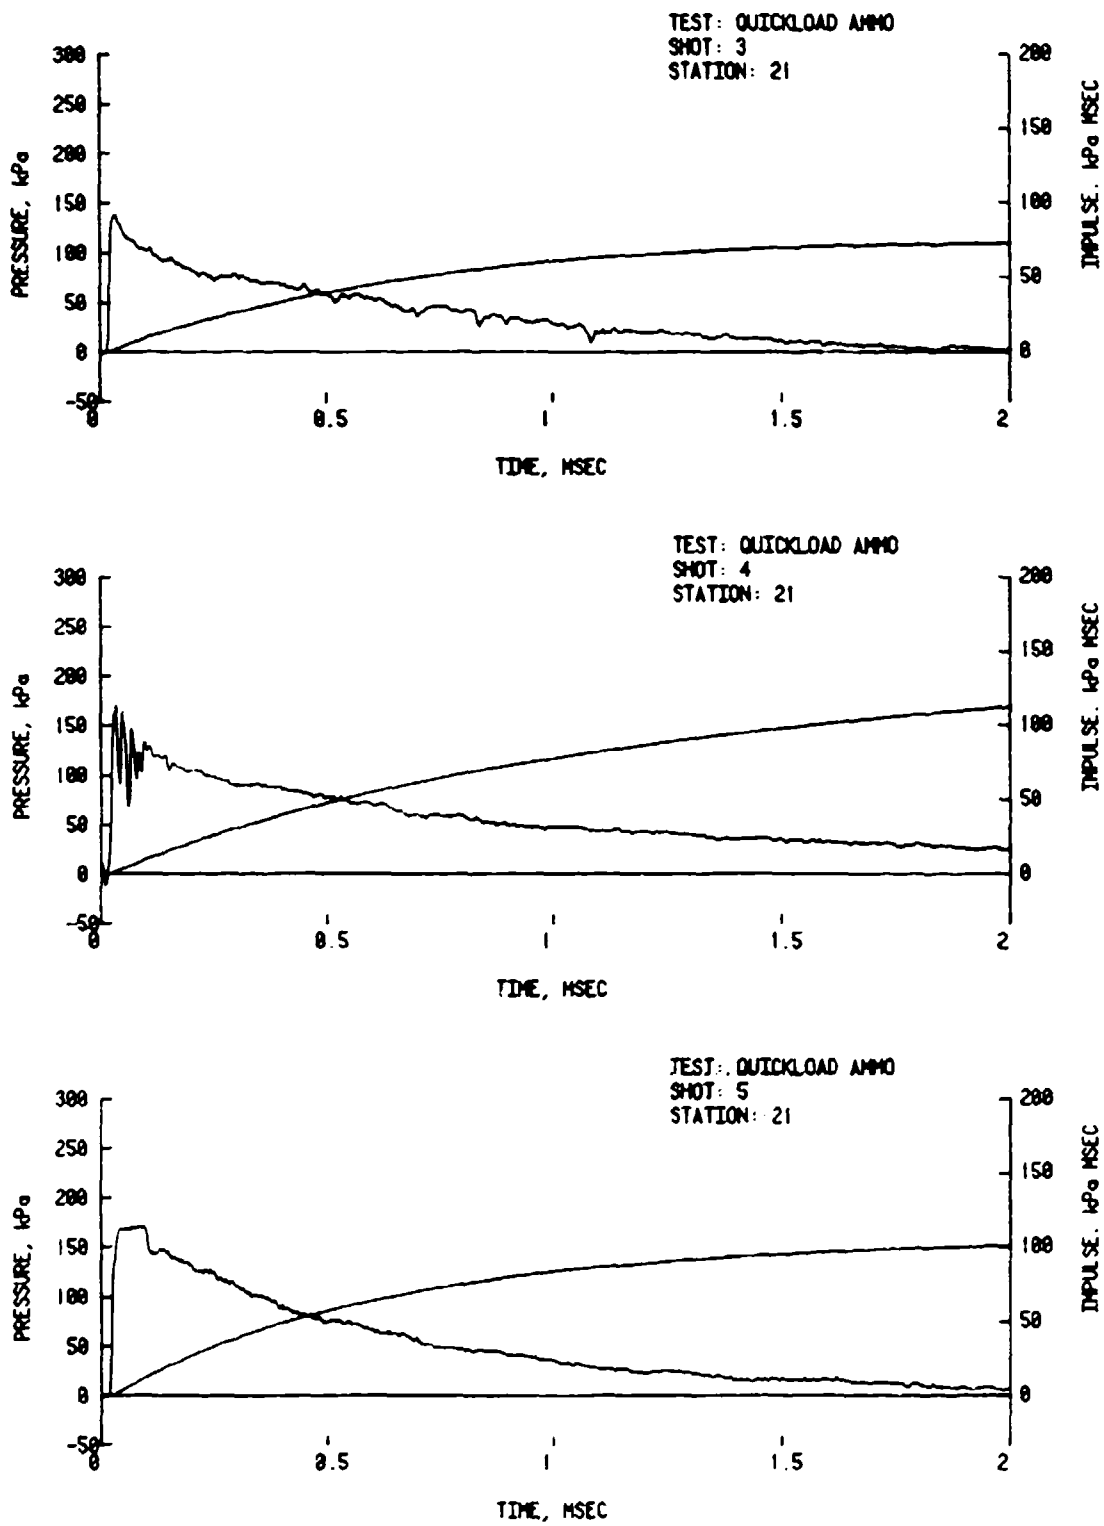 TEST: QUICKLOAD AMMO
SHOT: 3
STATION: 21
300
250
200
150
100
50
0
-50
PRESSURE, kPa
200
150
100
50
0
IMPULSE. kPa MSEC
0 0.5 1 1.5 2
TIME, MSEC
TEST: QUICKLOAD AMMO
SHOT: 4
STATION: 21
300
250
200
150
100
50
0
-50
PRESSURE, kPa
200
150
100
50
0
IMPULSE. kPa MSEC
0 0.5 1 1.5 2
TIME, MSEC
TEST: QUICKLOAD AMMO
SHOT: 5
STATION: 21
300
250
200
150
100
50
0
-50
PRESSURE, kPa
200
150
100
50
0
IMPULSE. kPa MSEC
0 0.5 1 1.5 2
TIME, MSEC